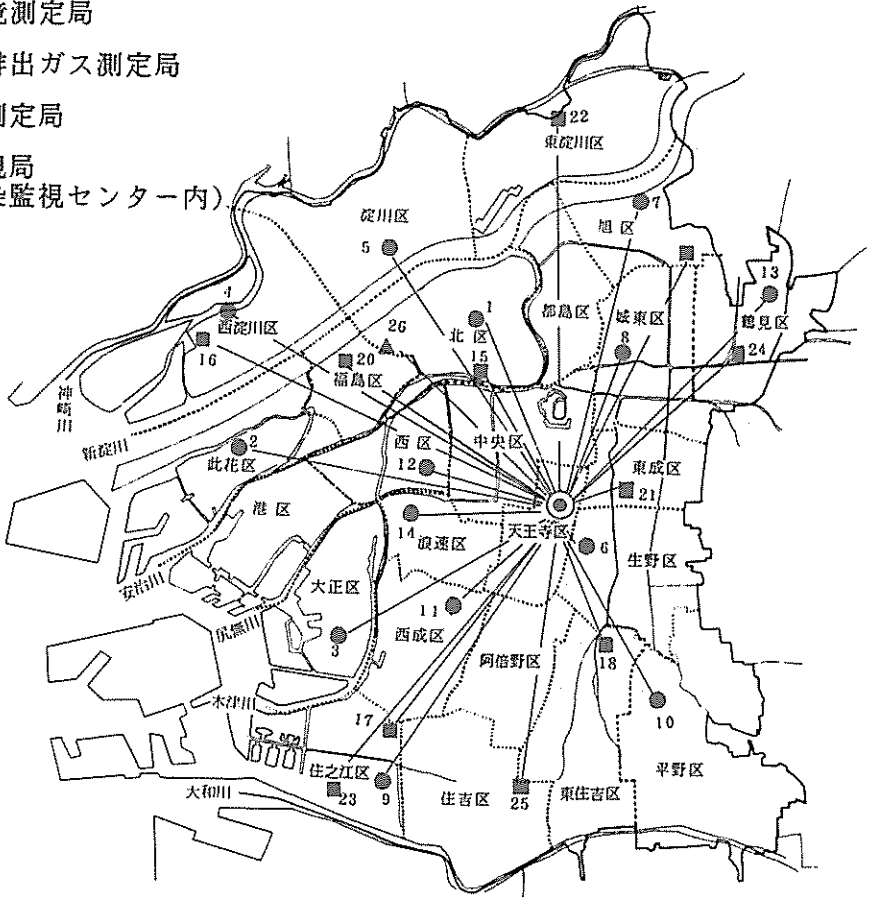 測定局
排出ガス測定局
測定局
視局
監視センター内)
22
東淀川区
淀川区
5
旭区
7
13
4
西淀川区
16
1
北区
26
20
15
福島区
都島区
城東区
8
鶴見区
24
神崎川
新淀川
2
此花区
西区
12
中央区
東成区
21
港区
14
浪速区
天王寺区
6
生野区
安治川
大正区
尻無川
3
11
西成区
阿倍野区
18
10
木津川
17
大和川
住之江区
23
9
住吉区
25
東住吉区
平野区